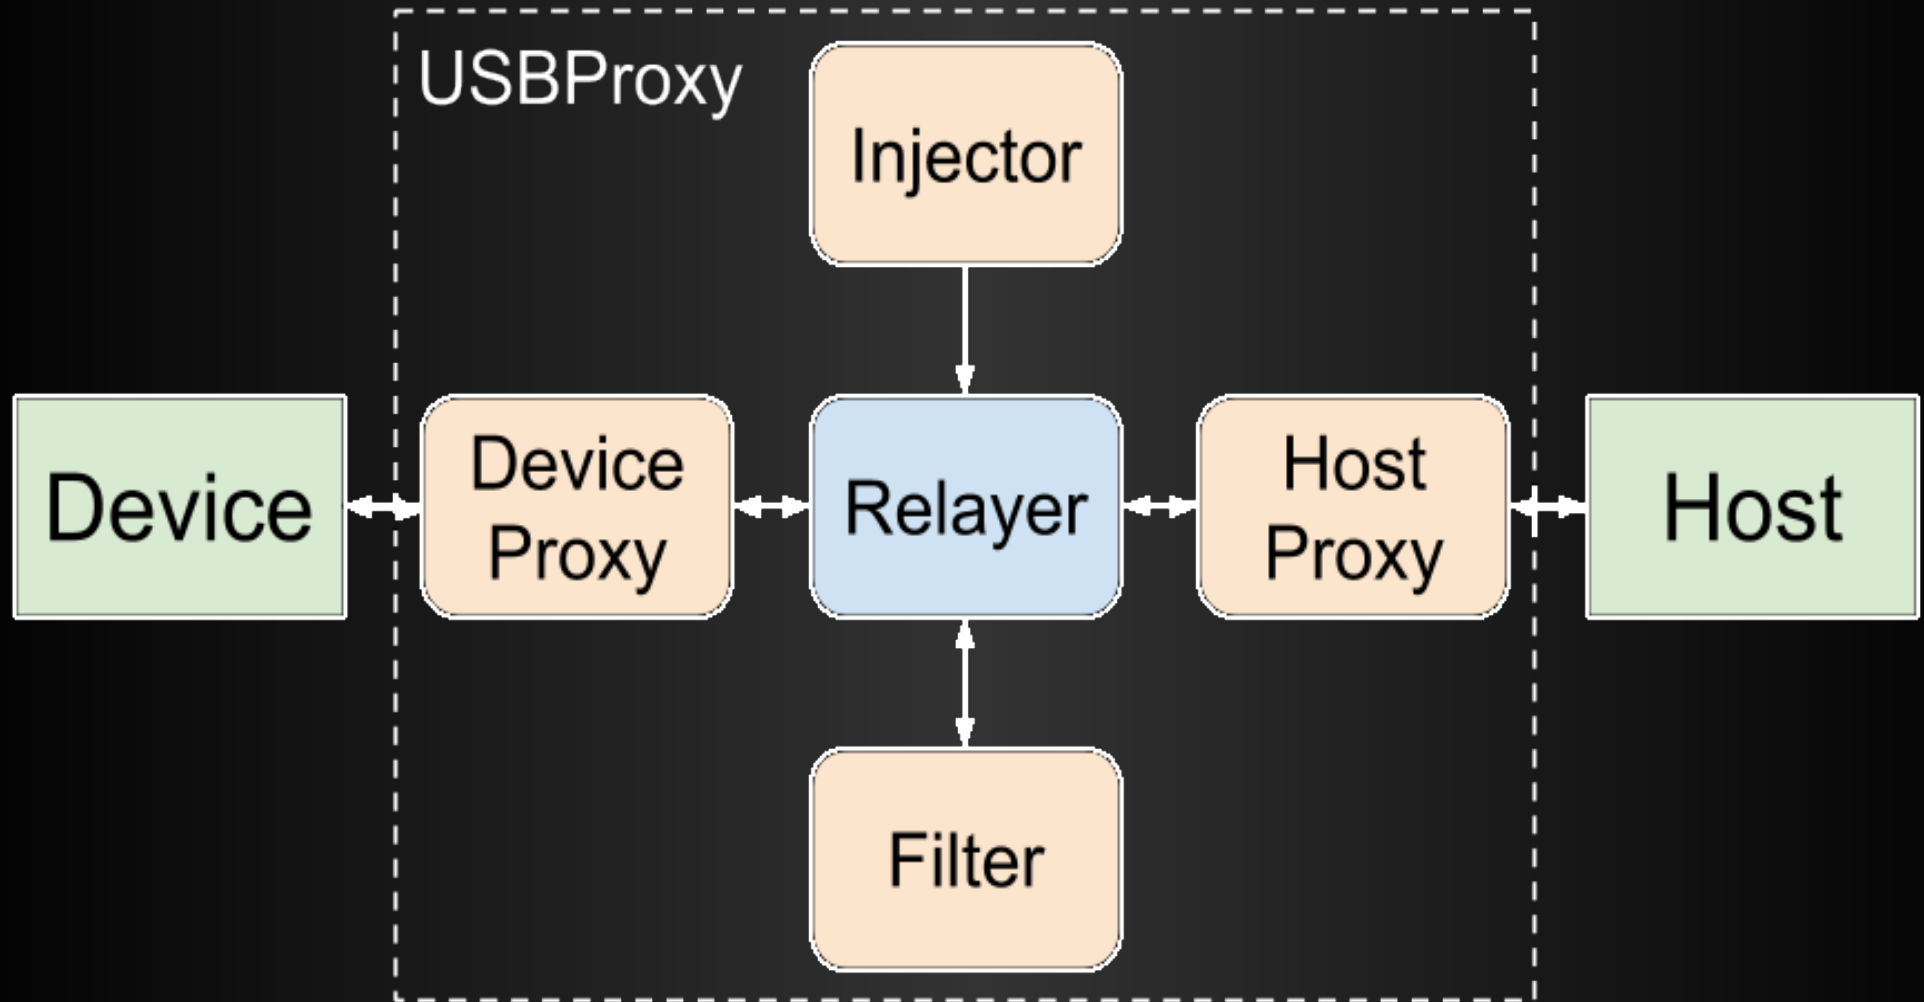 USBProxy
Injector
Device
Device
Proxy
Relayer
Host
Proxy
Host
Filter